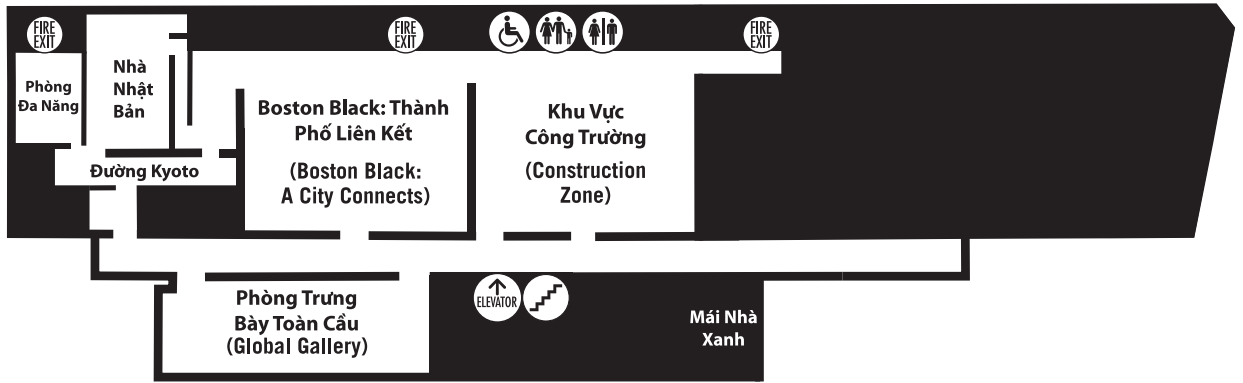 FIRE
EXIT
FIRE
EXIT
FIRE
EXIT
Phòng
Đa Năng
Nhà
Nhật
Bản
Boston Black: Thành
Phố Liên Kết
(Boston Black:
A City Connects)
Khu Vực
Công Trường
(Construction
Zone)
Đường Kyoto
Phòng Trưng
Bày Toàn Cầu
(Global Gallery)
ELEVATOR
Mái Nhà
Xanh